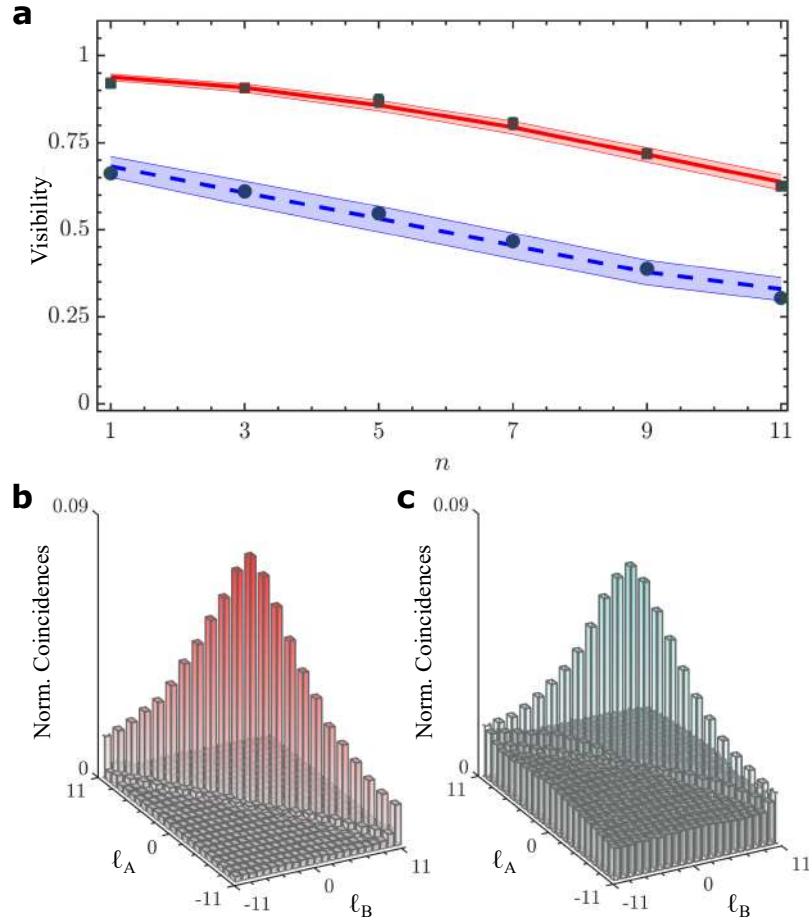 a
1
0.75
0.5
0.25
0
Visibility
1 3 5 7 9 11
n
b
0.09
Norm. Coincidences
0
11
0
-11
ℓA
-11
0
11
ℓB
c
0.09
Norm. Coincidences
0
11
0
-11
ℓA
-11
0
11
ℓB